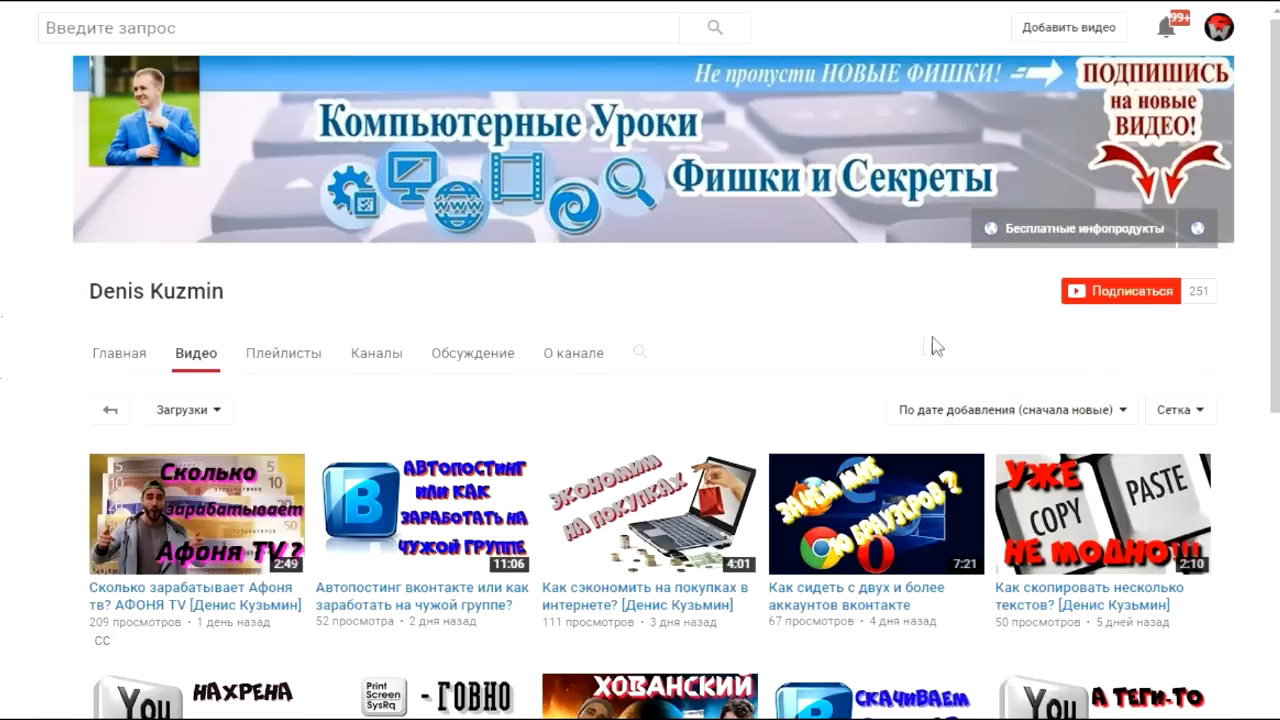 Введите запрос
Добавить видео
99+
Не пропусти НОВЫЕ ФИШКИ!
ПОДПИШИСЬ
на новые
ВИДЕО!
Компьютерные Уроки
Фишки и Секреты
www
Бесплатные инфопродукты
Denis Kuzmin
Подписаться 251
Главная Видео Плейлисты Каналы Обсуждение О канале
Загрузки
По дате добавления (сначала новые)
Сетка
Сколько
зарабатывает
Афоня TV ?
2:49
Сколько зарабатывает Афоня
тв? АФОНЯ TV [Денис Кузьмин]
209 просмотров • 1 день назад
CC
В
АВТОПОСТИНГ
ИЛИ КАК
ЗАРАБОТАТЬ НА
ЧУЖОЙ ГРУППЕ
11:06
Автопостинг вконтакте или как
заработать на чужой группе?
52 просмотра • 2 дня назад
ЭКОНОМИМ
НА ПОКУПКАХ
4:01
Как сэкономить на покупках в
интернете? [Денис Кузьмин]
111 просмотров • 3 дня назад
ЗАЧЕМ МНЕ
10 БРАУЗЕРОВ ?
7:21
Как сидеть с двух и более
аккаунтов вконтакте
67 просмотров • 4 дня назад
УЖЕ
COPY
PASTE
НЕ МОДНО!!!
2:10
Как скопировать несколько
текстов? [Денис Кузьмин]
50 просмотров • 5 дней назад
You
НАХРЕНА
Print
Screen
SysRq
- ГОВНО
ХОВАНСКИЙ
СКАЧИВАЕМ
You
А ТЕГИ-ТО